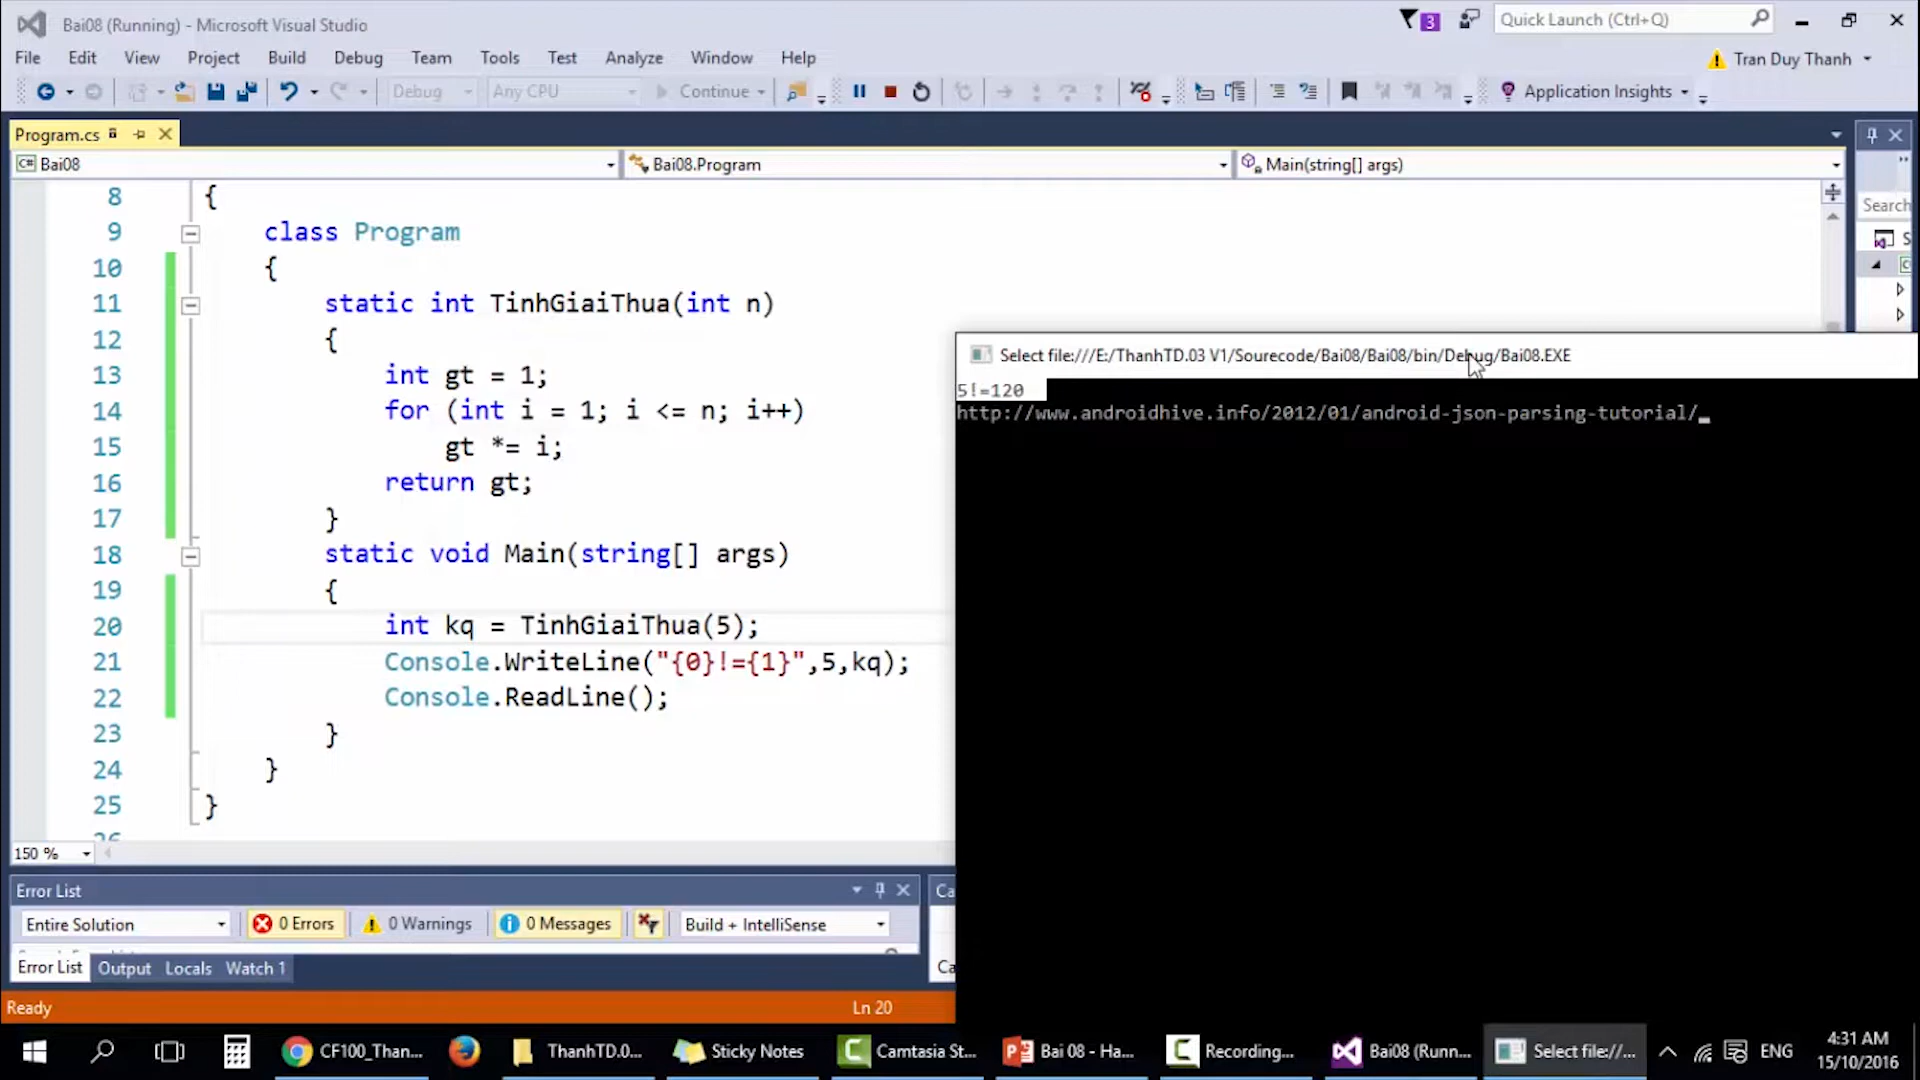 Bai08 (Running) - Microsoft Visual Studio
3
Quick Launch (Ctrl+Q)
File Edit View Project Build Debug Team Tools Test Analyze Window Help
Tran Duy Thanh
Debug Any CPU Continue Application Insights
Program.cs
C# Bai08
Bai08.Program
Main(string[] args)
Search
8 {
9 class Program
10 {
11 static int TinhGiaiThua(int n)
12 {
13 int gt = 1;
14 for (int i = 1; i <= n; i++)
15 gt *= i;
16 return gt;
17 }
18 static void Main(string[] args)
19 {
20 int kq = TinhGiaiThua(5);
21 Console.WriteLine("{0}!={1}",5,kq);
22 Console.ReadLine();
23 }
24 }
25 }
Select file:///E:/ThanhTD.03 V1/Sourecode/Bai08/Bai08/bin/Debug/Bai08.EXE
5!=120
http://www.androidhive.info/2012/01/android-json-parsing-tutorial/
150 %
Error List
Entire Solution 0 Errors 0 Warnings 0 Messages Build + IntelliSense
Error List Output Locals Watch 1
Ready Ln 20
CF100_Than... ThanhTD.0... Sticky Notes Camtasia St... Bai 08 - Ha... Recording... Bai08 (Runn... Select file://... ENG
4:31 AM
15/10/2016